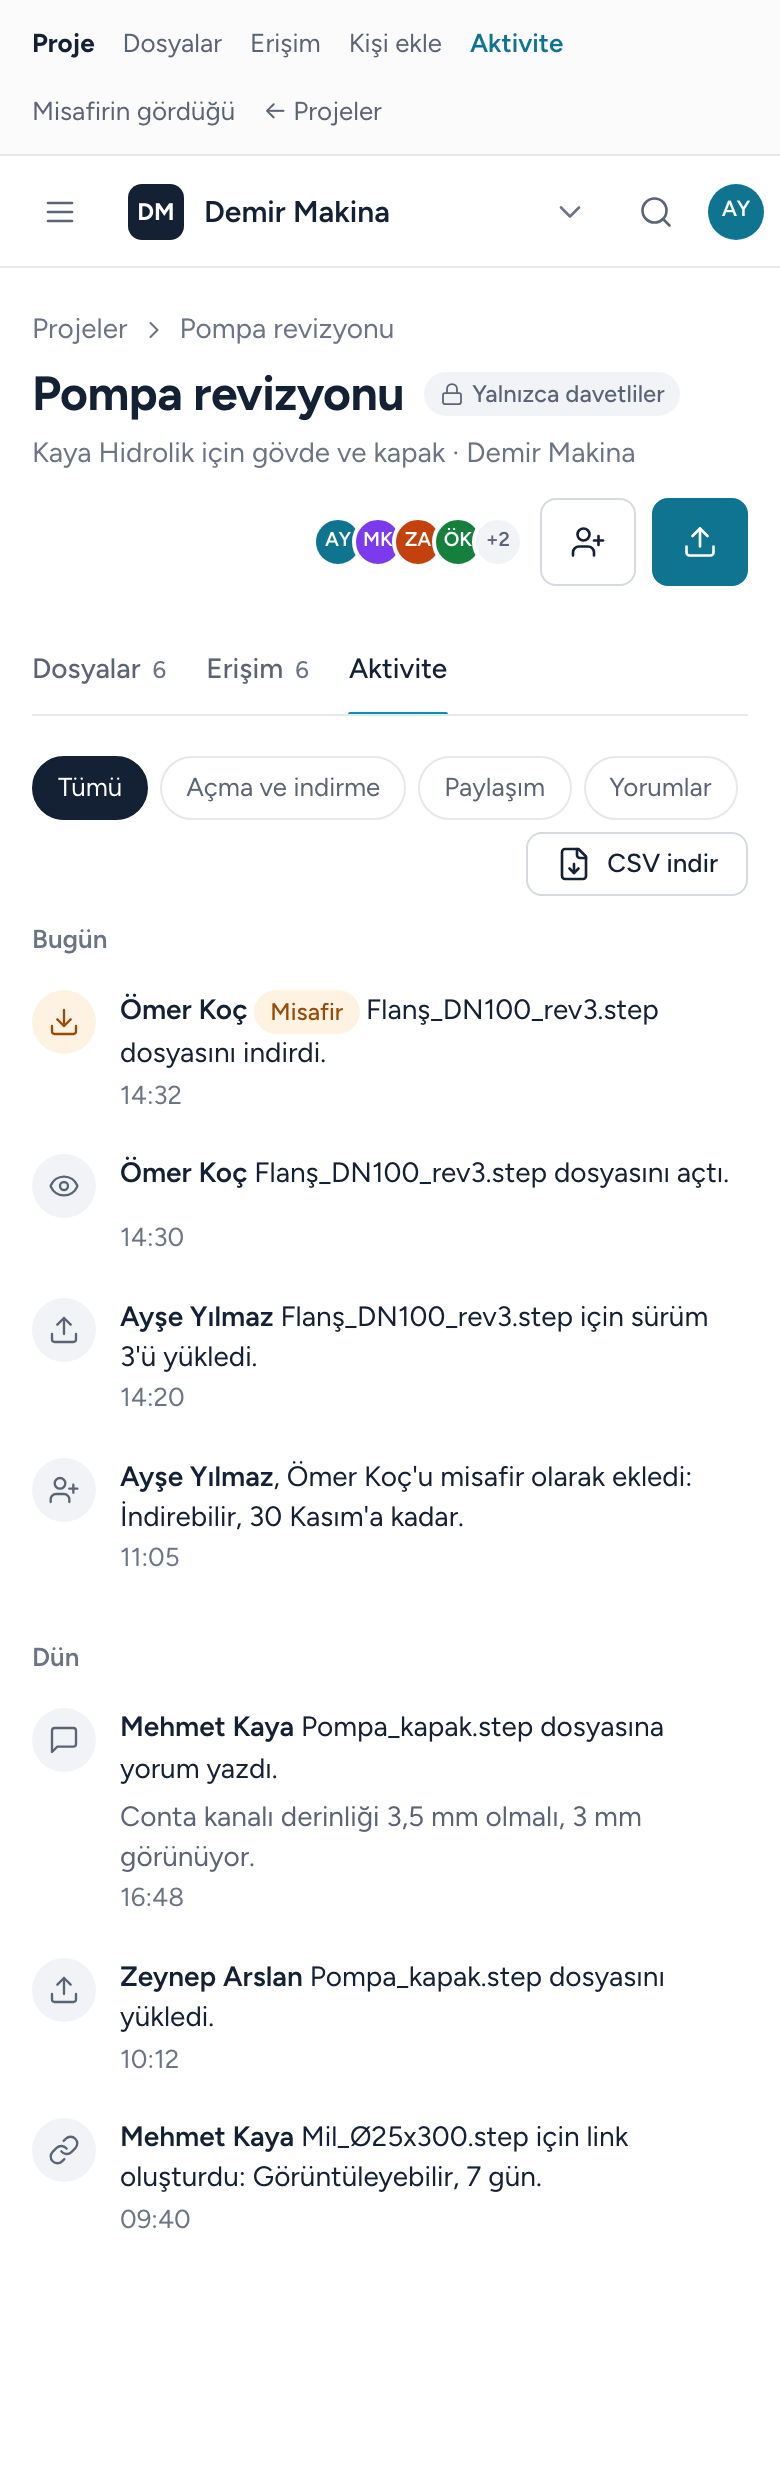 Proje Dosyalar Erişim Kişi ekle Aktivite
Misafirin gördüğü ← Projeler
DM Demir Makina AY
Projeler > Pompa revizyonu
Pompa revizyonu Yalnızca davetliler
Kaya Hidrolik için gövde ve kapak · Demir Makina
AY MK ZA ÖK +2
Dosyalar 6 Erişim 6 Aktivite
Tümü Açma ve indirme Paylaşım Yorumlar
CSV indir
Bugün
Ömer Koç Misafir Flanş_DN100_rev3.step
dosyasını indirdi.
14:32
Ömer Koç Flanş_DN100_rev3.step dosyasını açtı.
14:30
Ayşe Yılmaz Flanş_DN100_rev3.step için sürüm
3'ü yükledi.
14:20
Ayşe Yılmaz, Ömer Koç'u misafir olarak ekledi:
İndirebilir, 30 Kasım'a kadar.
11:05
Dün
Mehmet Kaya Pompa_kapak.step dosyasına
yorum yazdı.
Conta kanalı derinliği 3,5 mm olmalı, 3 mm
görünüyor.
16:48
Zeynep Arslan Pompa_kapak.step dosyasını
yükledi.
10:12
Mehmet Kaya Mil_Ø25x300.step için link
oluşturdu: Görüntüleyebilir, 7 gün.
09:40